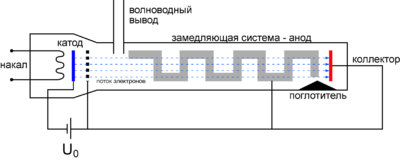 волноводный
вывод
замедляющая система - анод
катод
накал
коллектор
поток электронов
поглотитель
U0